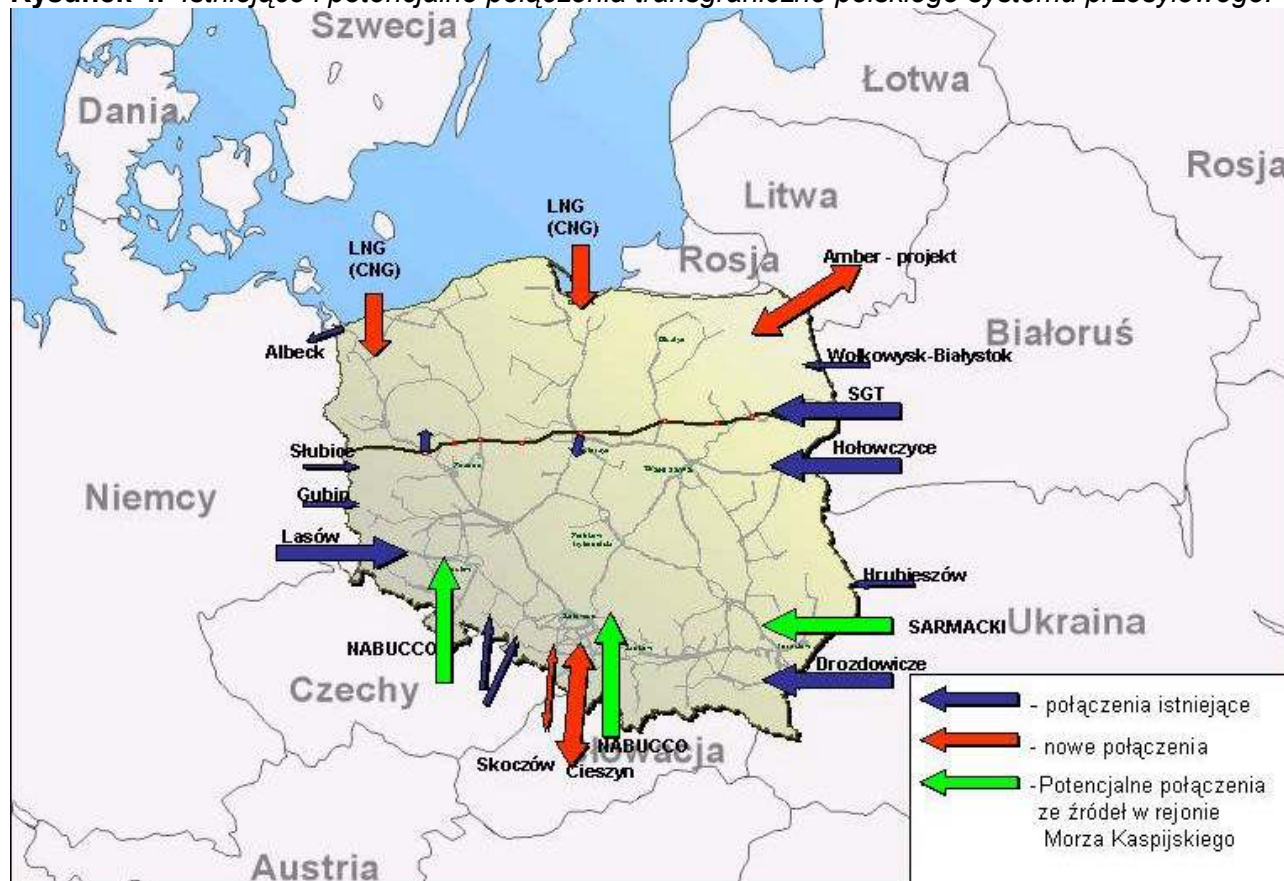 Rysunek 4. Istniejące i potencjalne połączenia transgraniczne polskiego systemu przesyłowego.
Szwecja
Dania
Łotwa
Rosja
Litwa
LNG
(CNG)
LNG
(CNG)
Rosja
Amber - projekt
Białoruś
Albeck
Wołkowysk-Białystok
SGT
Słubice
Hołowczyce
Niemcy
Gubin
Lasów
Hrubieszów
SARMACKI
Ukraina
NABUCCO
Drozdowicze
Czechy
NABUCCO
Słowacja
Skoczów
Cieszyn
Austria
- połączenia istniejące
- nowe połączenia
-Potencjalne połączenia
ze źródeł w rejonie
Morza Kaspijskiego